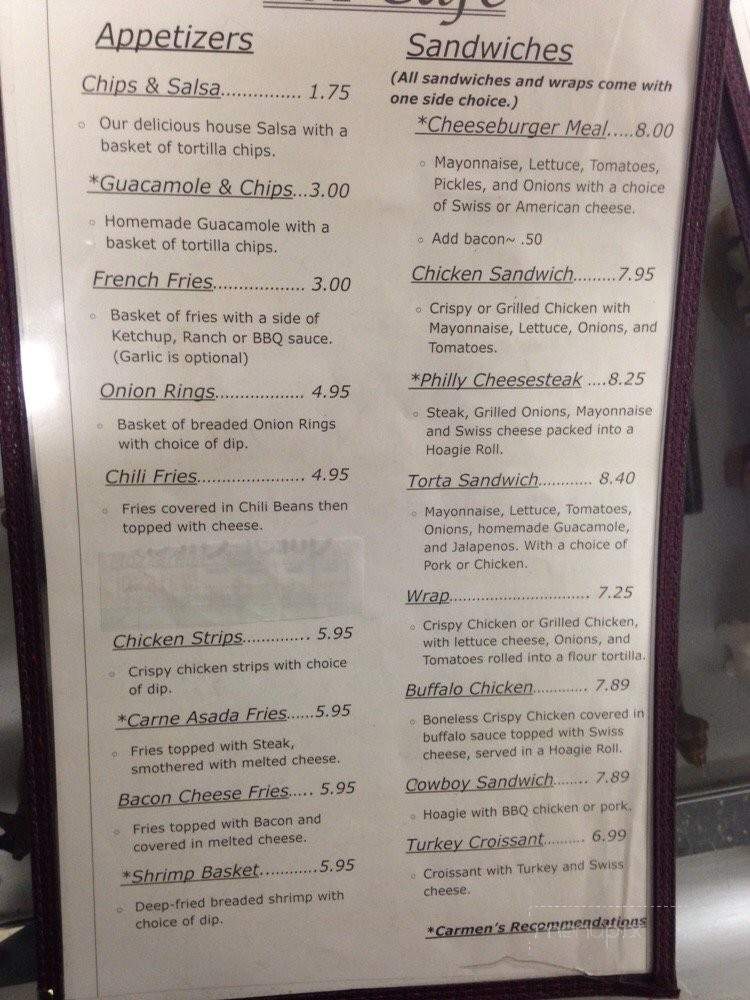 Cafe
Appetizers
Chips & Salsa............... 1.75
Our delicious house Salsa with a
basket of tortilla chips.
*Guacamole & Chips...3.00
Homemade Guacamole with a
basket of tortilla chips.
French Fries.................. 3.00
Basket of fries with a side of
Ketchup, Ranch or BBQ sauce.
(Garlic is optional)
Onion Rings................... 4.95
Basket of breaded Onion Rings
with choice of dip.
Chili Fries....................... 4.95
Fries covered in Chili Beans then
topped with cheese.
Chicken Strips............. 5.95
Crispy chicken strips with choice
of dip.
*Carne Asada Fries......5.95
Fries topped with Steak,
smothered with melted cheese.
Bacon Cheese Fries..... 5.95
Fries topped with Bacon and
covered in melted cheese.
*Shrimp Basket............5.95
Deep-fried breaded shrimp with
choice of dip.
Sandwiches
(All sandwiches and wraps come with
one side choice.)
*Cheeseburger Meal.....8.00
Mayonnaise, Lettuce, Tomatoes,
Pickles, and Onions with a choice
of Swiss or American cheese.
Add bacon~ .50
Chicken Sandwich.........7.95
Crispy or Grilled Chicken with
Mayonnaise, Lettuce, Onions, and
Tomatoes.
*Philly Cheesesteak ....8.25
Steak, Grilled Onions, Mayonnaise
and Swiss cheese packed into a
Hoagie Roll.
Torta Sandwich............ 8.40
Mayonnaise, Lettuce, Tomatoes,
Onions, homemade Guacamole,
and Jalapenos. With a choice of
Pork or Chicken.
Wrap............................... 7.25
Crispy Chicken or Grilled Chicken,
with lettuce cheese, Onions, and
Tomatoes rolled into a flour tortilla.
Buffalo Chicken............. 7.89
Boneless Crispy Chicken covered in
buffalo sauce topped with Swiss
cheese, served in a Hoagie Roll.
Cowboy Sandwich........ 7.89
Hoagie with BBQ chicken or pork.
Turkey Croissant.......... 6.99
Croissant with Turkey and Swiss
cheese.
*Carmen's Recommendations